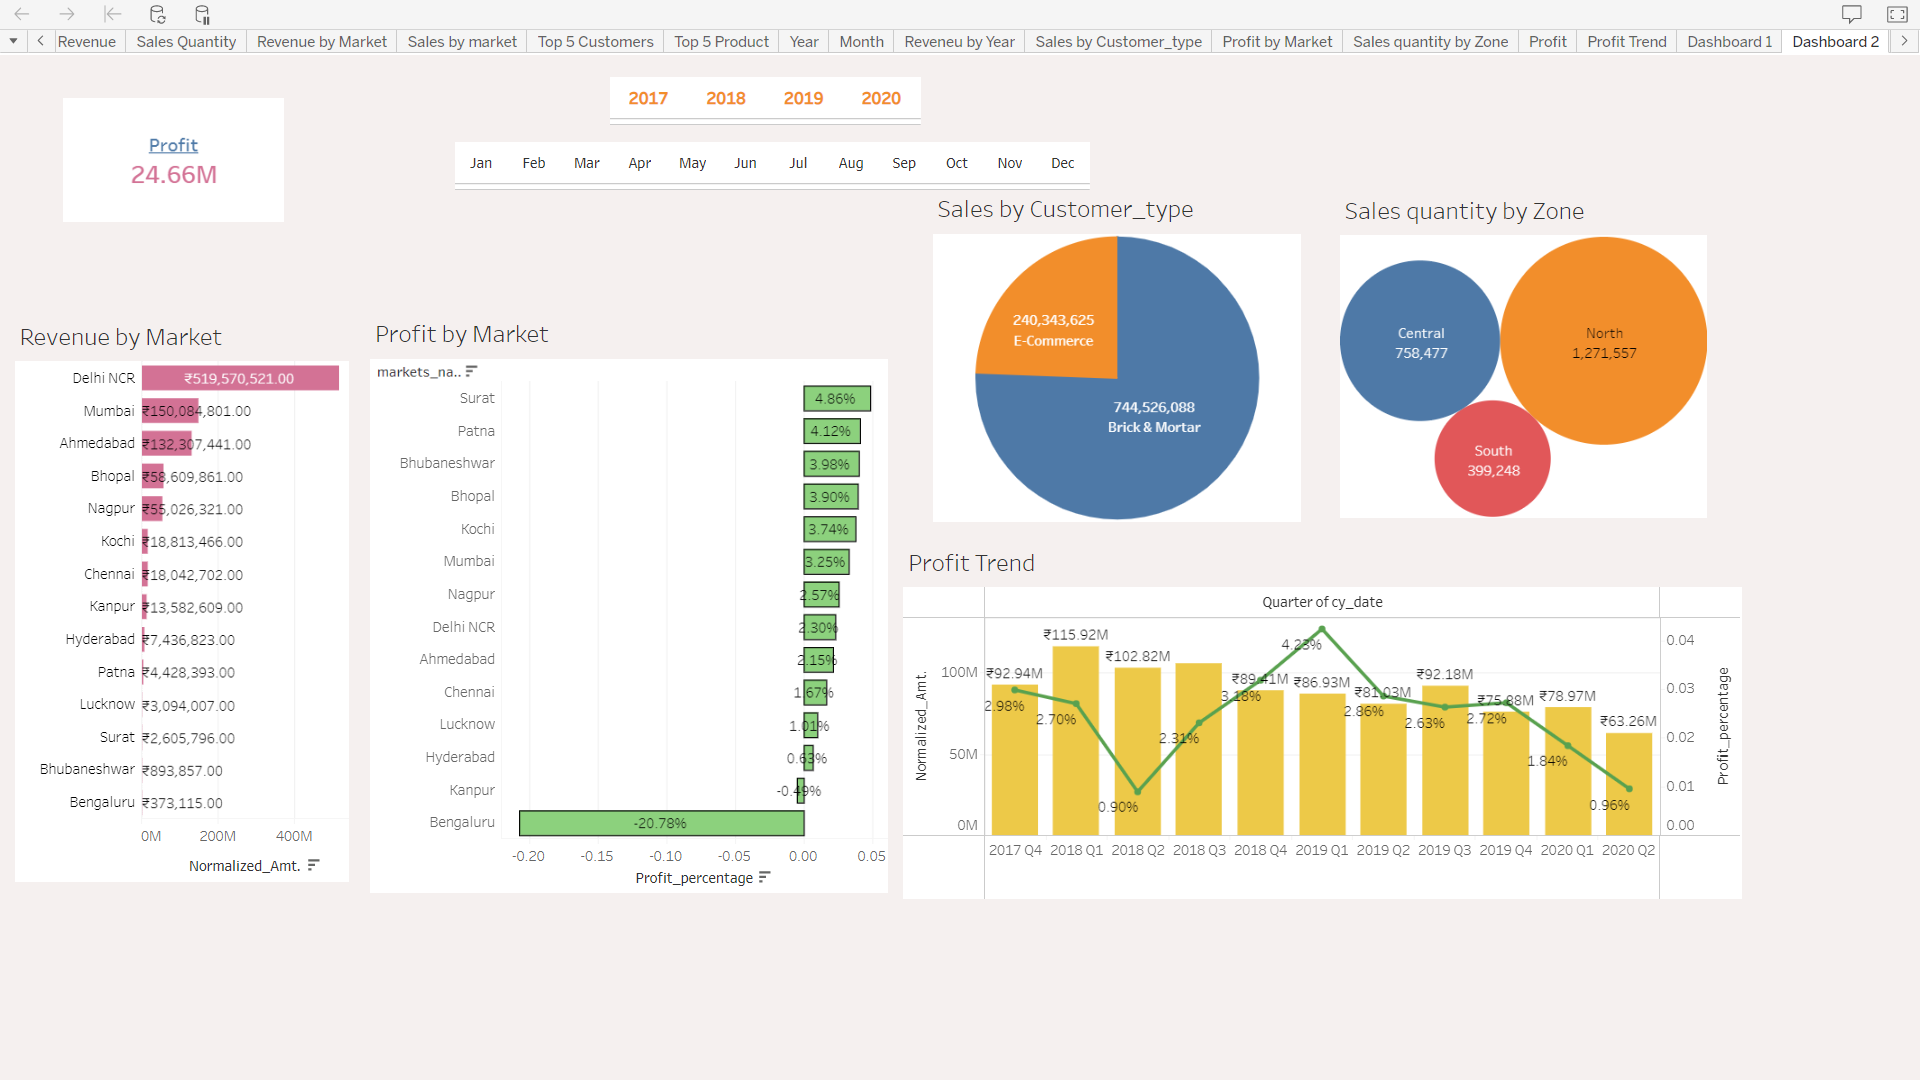 Revenue
Sales Quantity
Revenue by Market
Sales by market
Top 5 Customers
Top 5 Product
Year
Month
Reveneu by Year
Sales by Customer_type
Profit by Market
Sales quantity by Zone
Profit
Profit Trend
Dashboard 1
Dashboard 2
2017 2018 2019 2020
Profit
24.66M
Jan Feb Mar Apr May Jun Jul Aug Sep Oct Nov Dec
Sales by Customer_type
240,343,625
E-Commerce
744,526,088
Brick & Mortar
Sales quantity by Zone
Central
758,477
North
1,271,557
South
399,248
Revenue by Market
Delhi NCR ₹519,570,521.00
Mumbai ₹150,084,801.00
Ahmedabad ₹132,307,441.00
Bhopal ₹58,609,861.00
Nagpur ₹55,026,321.00
Kochi ₹18,813,466.00
Chennai ₹18,042,702.00
Kanpur ₹13,582,609.00
Hyderabad ₹7,436,823.00
Patna ₹4,428,393.00
Lucknow ₹3,094,007.00
Surat ₹2,605,796.00
Bhubaneshwar ₹893,857.00
Bengaluru ₹373,115.00
0M 200M 400M
Normalized_Amt.
Profit by Market
markets_na..
Surat 4.86%
Patna 4.12%
Bhubaneshwar 3.98%
Bhopal 3.90%
Kochi 3.74%
Mumbai 3.25%
Nagpur 2.57%
Delhi NCR 2.30%
Ahmedabad 2.15%
Chennai 1.67%
Lucknow 1.01%
Hyderabad 0.63%
Kanpur -0.49%
Bengaluru -20.78%
-0.20 -0.15 -0.10 -0.05 0.00 0.05
Profit_percentage
Profit Trend
Quarter of cy_date
Normalized_Amt.
100M
50M
0M
₹92.94M ₹115.92M ₹102.82M ₹89.41M ₹86.93M ₹81.03M ₹92.18M ₹75.88M ₹78.97M ₹63.26M
2.98% 2.70% 0.90% 2.31% 3.18% 4.23% 2.86% 2.63% 2.72% 1.84% 0.96%
0.04
0.03
0.02
0.01
0.00
Profit_percentage
2017 Q4 2018 Q1 2018 Q2 2018 Q3 2018 Q4 2019 Q1 2019 Q2 2019 Q3 2019 Q4 2020 Q1 2020 Q2